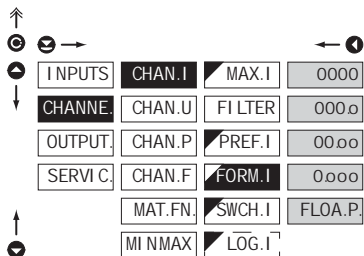 INPUTS CHAN.I MAX.I 0000
CHANNE. CHAN.U FILTER 000.0
OUTPUT. CHAN.P PREF.I 00.00
SERVIC. CHAN.F FORM.I 0.000
MAT.FN. SWCH.I FLOA.P.
MINMAX LOG.I